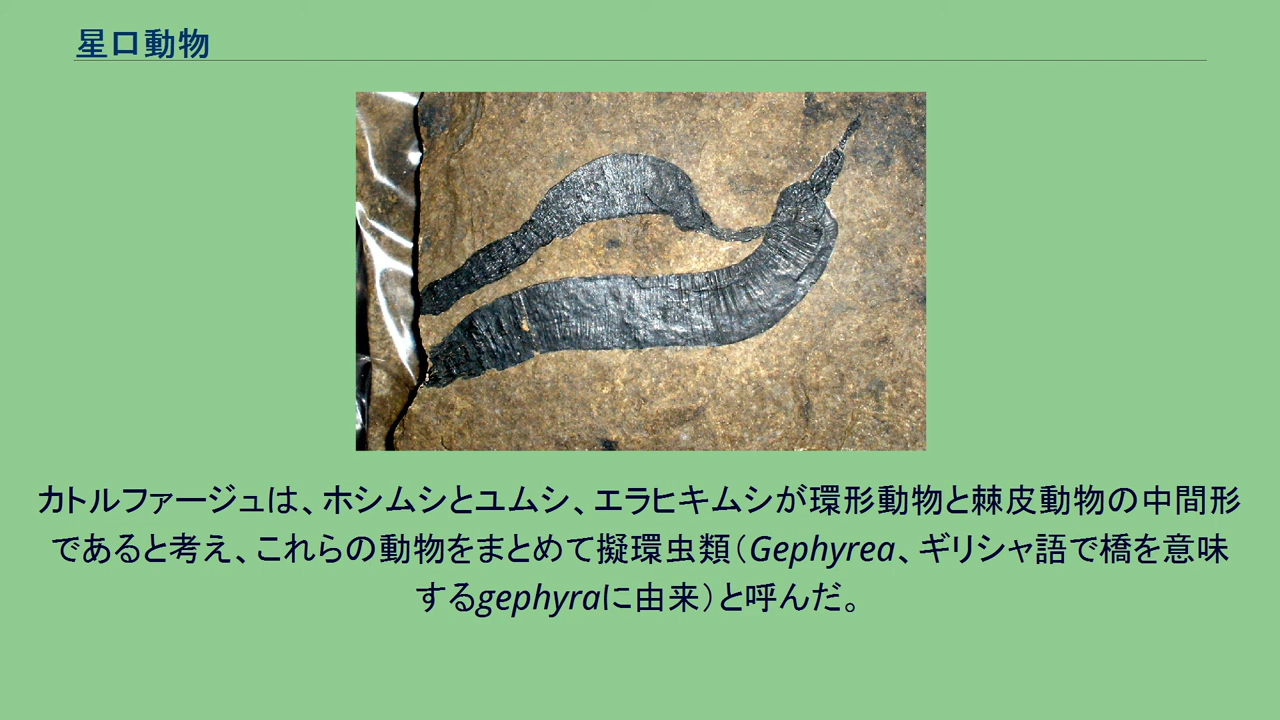 星口動物
カトルファージュは、ホシムシとユムシ、エラヒキムシが環形動物と棘皮動物の中間形
であると考え、これらの動物をまとめて擬環虫類（Gephyrea、ギリシャ語で橋を意味
するgephyraに由来）と呼んだ。